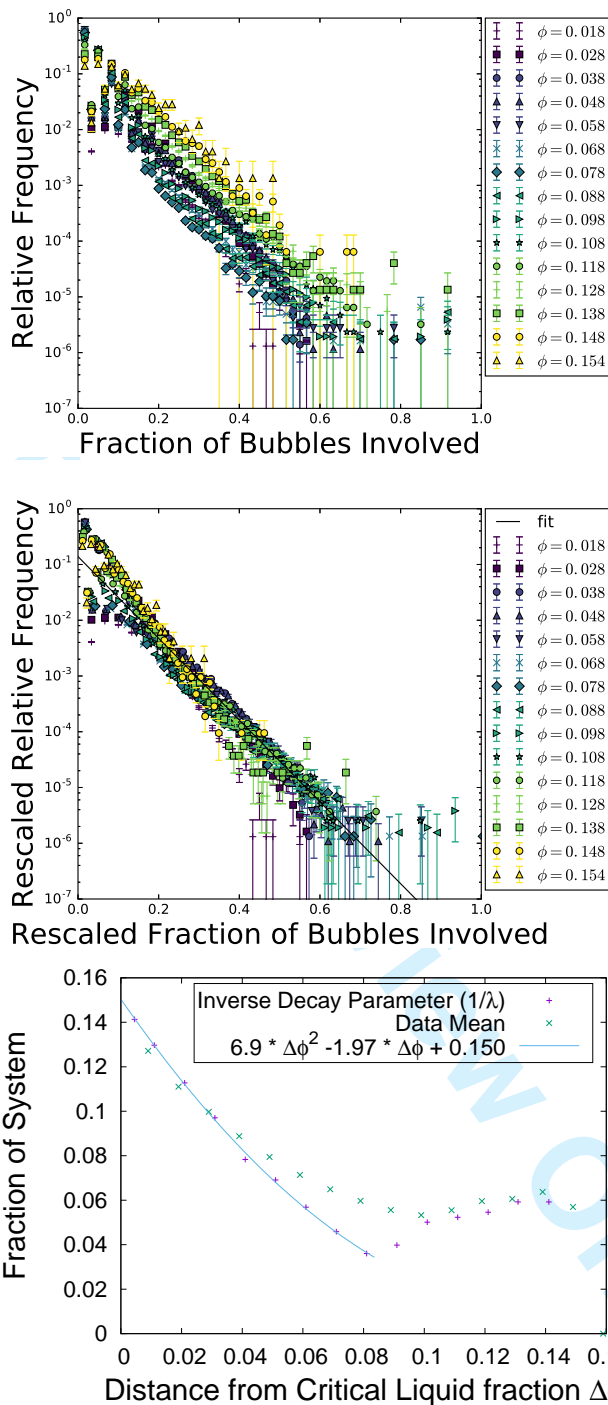 10^0
10^-1
10^-2
10^-3
10^-4
10^-5
10^-6
10^-7
Relative Frequency
0.0 0.2 0.4 0.6 0.8 1.0
Fraction of Bubbles Involved
ϕ = 0.018
ϕ = 0.028
ϕ = 0.038
ϕ = 0.048
ϕ = 0.058
ϕ = 0.068
ϕ = 0.078
ϕ = 0.088
ϕ = 0.098
ϕ = 0.108
ϕ = 0.118
ϕ = 0.128
ϕ = 0.138
ϕ = 0.148
ϕ = 0.154
10^0
10^-1
10^-2
10^-3
10^-4
10^-5
10^-6
10^-7
Rescaled Relative Frequency
0.0 0.2 0.4 0.6 0.8 1.0
Rescaled Fraction of Bubbles Involved
fit
ϕ = 0.018
ϕ = 0.028
ϕ = 0.038
ϕ = 0.048
ϕ = 0.058
ϕ = 0.068
ϕ = 0.078
ϕ = 0.088
ϕ = 0.098
ϕ = 0.108
ϕ = 0.118
ϕ = 0.128
ϕ = 0.138
ϕ = 0.148
ϕ = 0.154
0.16
0.14
0.12
0.1
0.08
0.06
0.04
0.02
0
Fraction of System
Inverse Decay Parameter (1/λ)
Data Mean
6.9 * Δϕ² -1.97 * Δϕ + 0.150
0 0.02 0.04 0.06 0.08 0.1 0.12 0.14 0.
Distance from Critical Liquid fraction Δ